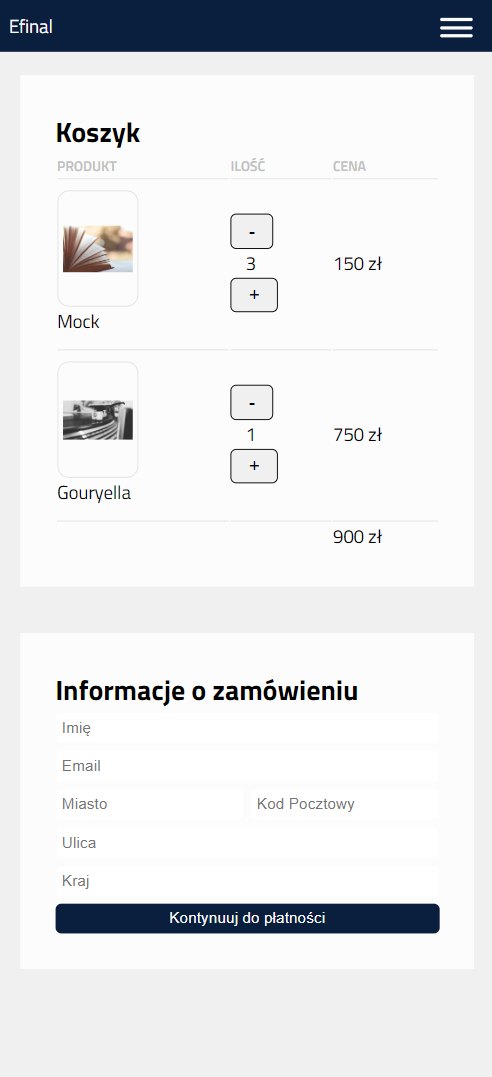 Efinal
Koszyk
PRODUKT ILOŚĆ CENA
-
3 150 zł
+
Mock
-
1 750 zł
+
Gouryella
900 zł
Informacje o zamówieniu
Imię
Email
Miasto Kod Pocztowy
Ulica
Kraj
Kontynuuj do płatności